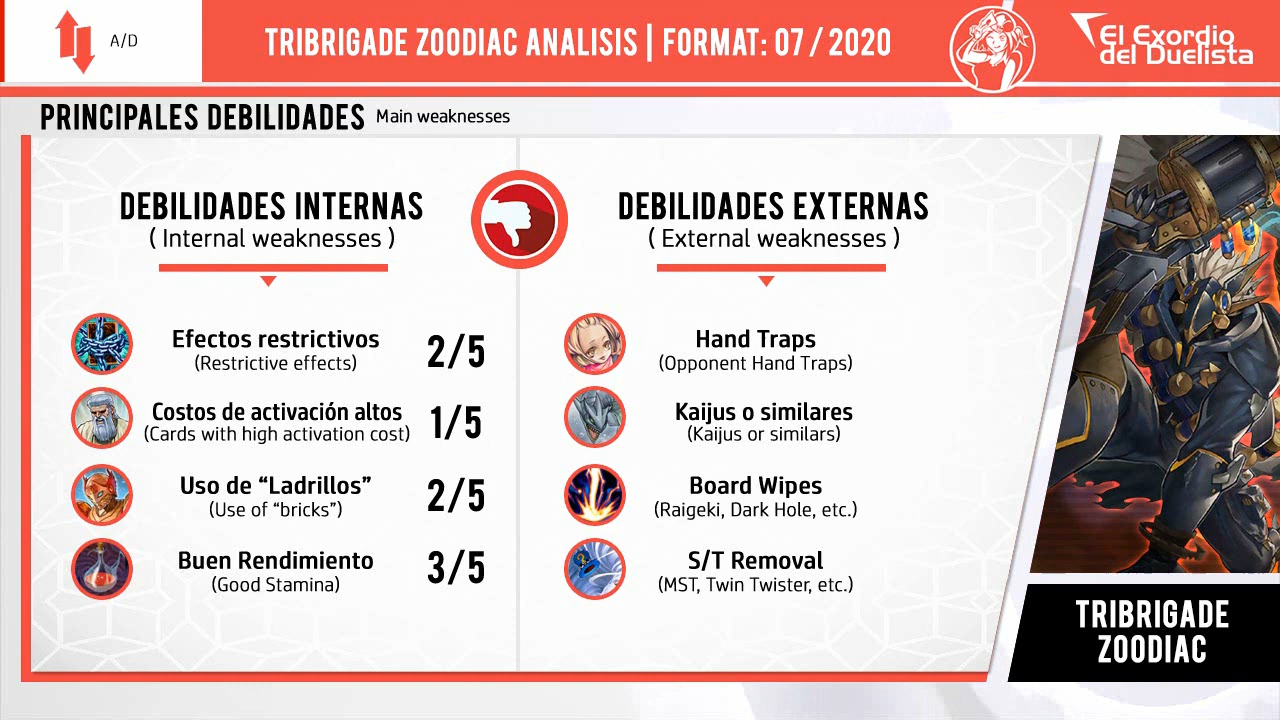 A/D
TRIBRIGADE ZOODIAC ANALISIS | FORMAT: 07 / 2020
El Exordio
del Duelista
PRINCIPALES DEBILIDADES Main weaknesses
DEBILIDADES INTERNAS
( Internal weaknesses )
Efectos restrictivos
(Restrictive effects)
2/5
Costos de activación altos
(Cards with high activation cost)
1/5
Uso de “Ladrillos”
(Use of “bricks”)
2/5
Buen Rendimiento
(Good Stamina)
3/5
DEBILIDADES EXTERNAS
( External weaknesses )
Hand Traps
(Opponent Hand Traps)
Kaijus o similares
(Kaijus or similars)
Board Wipes
(Raigeki, Dark Hole, etc.)
S/T Removal
(MST, Twin Twister, etc.)
TRIBRIGADE
ZOODIAC